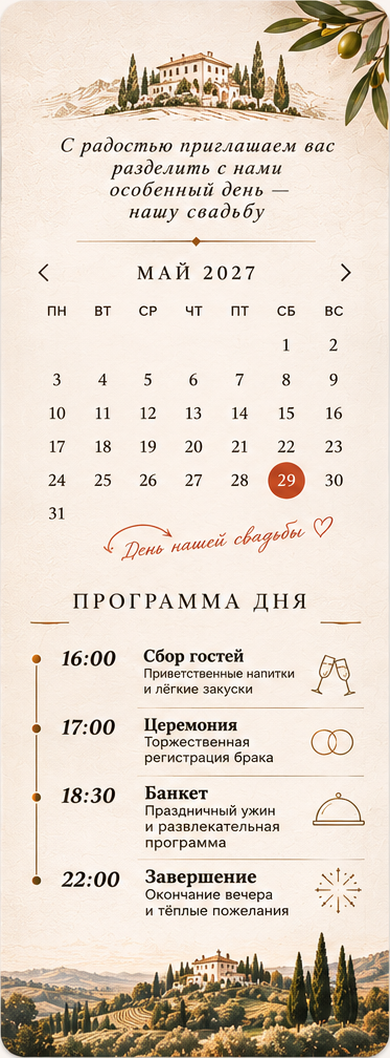 С радостью приглашаем вас
разделить с нами
особенный день —
нашу свадьбу
МАЙ 2027
ПН ВТ СР ЧТ ПТ СБ ВС
1 2
3 4 5 6 7 8 9
10 11 12 13 14 15 16
17 18 19 20 21 22 23
24 25 26 27 28 29 30
31
День нашей свадьбы
ПРОГРАММА ДНЯ
16:00 Сбор гостей
Приветственные напитки
и лёгкие закуски
17:00 Церемония
Торжественная
регистрация брака
18:30 Банкет
Праздничный ужин
и развлекательная
программа
22:00 Завершение
Окончание вечера
и тёплые пожелания